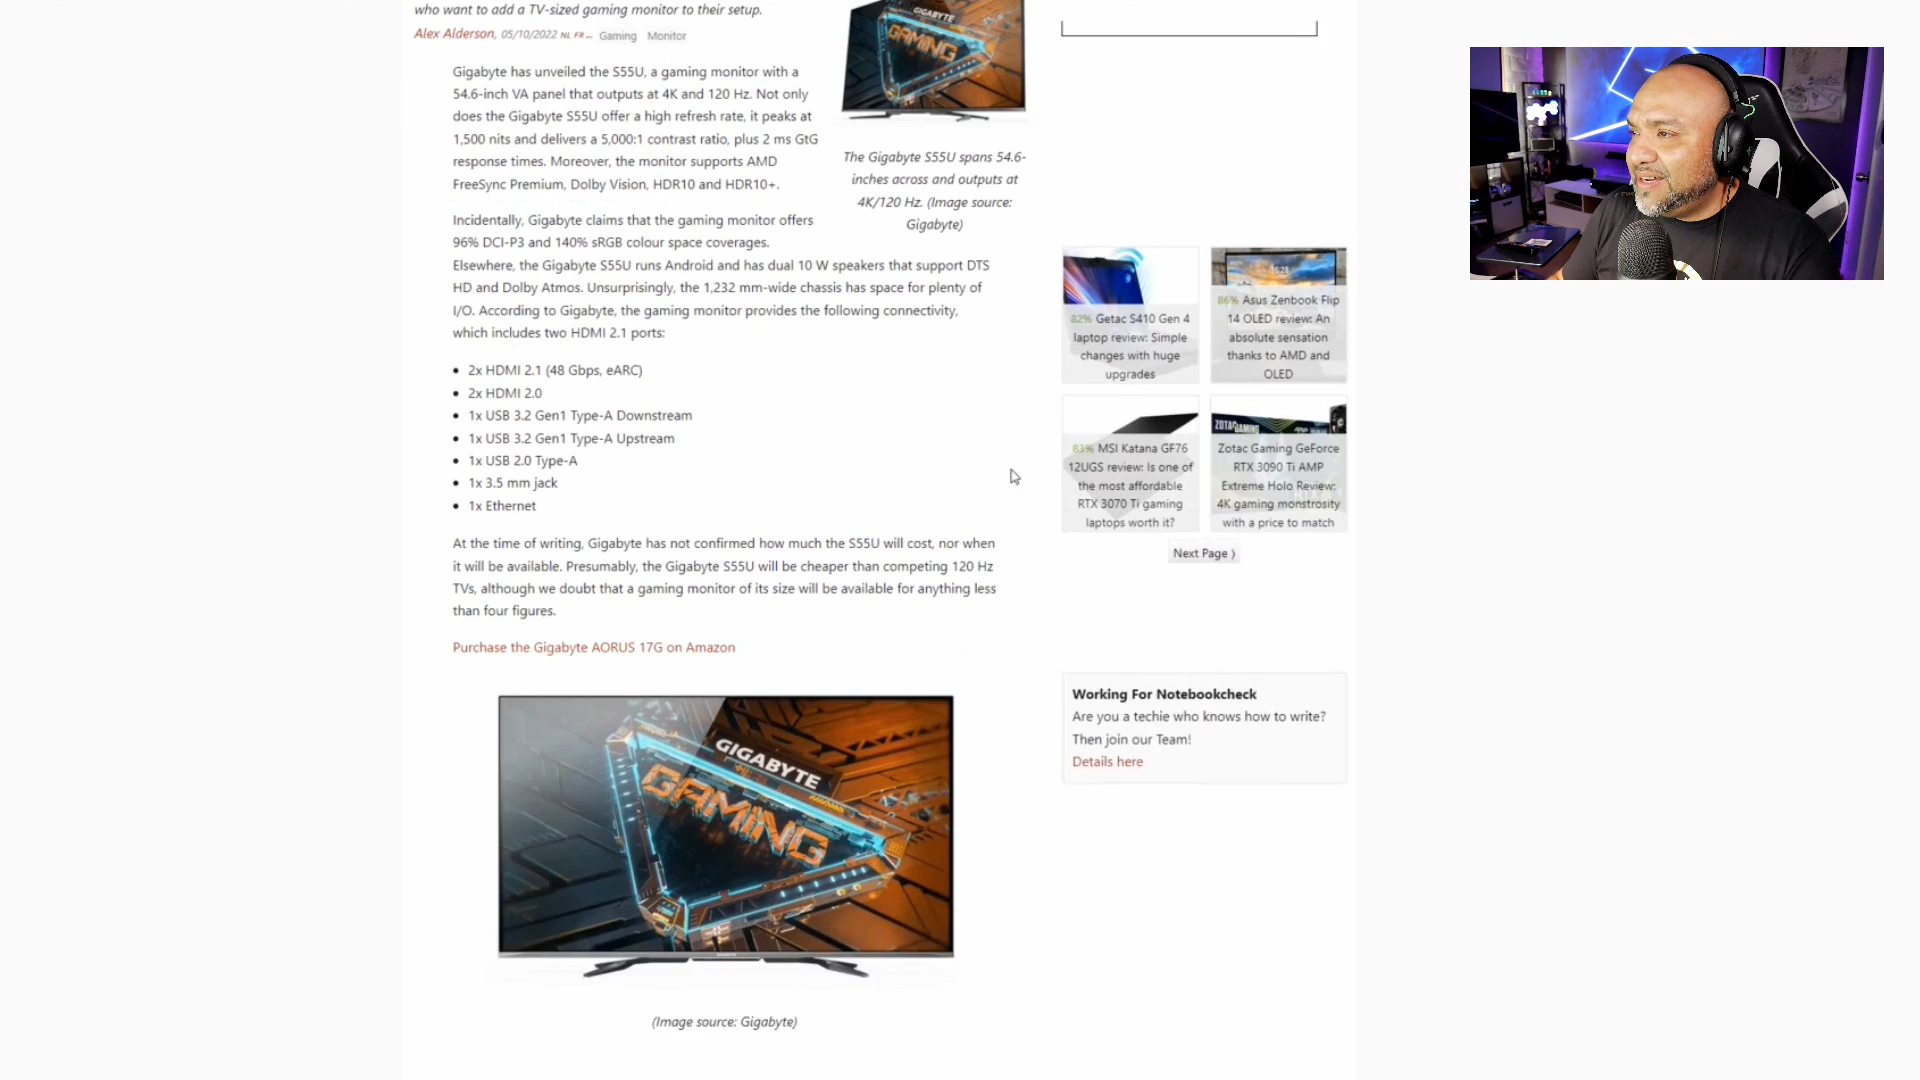 who want to add a TV-sized gaming monitor to their setup.
Alex Alderson, 05/10/2022 NL FR ... Gaming Monitor
Gigabyte has unveiled the S55U, a gaming monitor with a
54.6-inch VA panel that outputs at 4K and 120 Hz. Not only
does the Gigabyte S55U offer a high refresh rate, it peaks at
1,500 nits and delivers a 5,000:1 contrast ratio, plus 2 ms GtG
response times. Moreover, the monitor supports AMD
FreeSync Premium, Dolby Vision, HDR10 and HDR10+.
GIGABYTE
GAMING
The Gigabyte S55U spans 54.6-
inches across and outputs at
4K/120 Hz. (Image source:
Gigabyte)
Incidentally, Gigabyte claims that the gaming monitor offers
96% DCI-P3 and 140% sRGB colour space coverages.
Elsewhere, the Gigabyte S55U runs Android and has dual 10 W speakers that support DTS
HD and Dolby Atmos. Unsurprisingly, the 1,232 mm-wide chassis has space for plenty of
I/O. According to Gigabyte, the gaming monitor provides the following connectivity,
which includes two HDMI 2.1 ports:
• 2x HDMI 2.1 (48 Gbps, eARC)
• 2x HDMI 2.0
• 1x USB 3.2 Gen1 Type-A Downstream
• 1x USB 3.2 Gen1 Type-A Upstream
• 1x USB 2.0 Type-A
• 1x 3.5 mm jack
• 1x Ethernet
At the time of writing, Gigabyte has not confirmed how much the S55U will cost, nor when
it will be available. Presumably, the Gigabyte S55U will be cheaper than competing 120 Hz
TVs, although we doubt that a gaming monitor of its size will be available for anything less
than four figures.
Purchase the Gigabyte AORUS 17G on Amazon
GIGABYTE
GAMING
(Image source: Gigabyte)
82% Getac S410 Gen 4
laptop review: Simple
changes with huge
upgrades
16:28
86% Asus Zenbook Flip
14 OLED review: An
absolute sensation
thanks to AMD and
OLED
83% MSI Katana GF76
12UGS review: Is one of
the most affordable
RTX 3070 Ti gaming
laptops worth it?
ZOTAC GAMING
Zotac Gaming GeForce
RTX 3090 Ti AMP
Extreme Holo Review:
4K gaming monstrosity
with a price to match
Next Page ⟩
Working For Notebookcheck
Are you a techie who knows how to write?
Then join our Team!
Details here